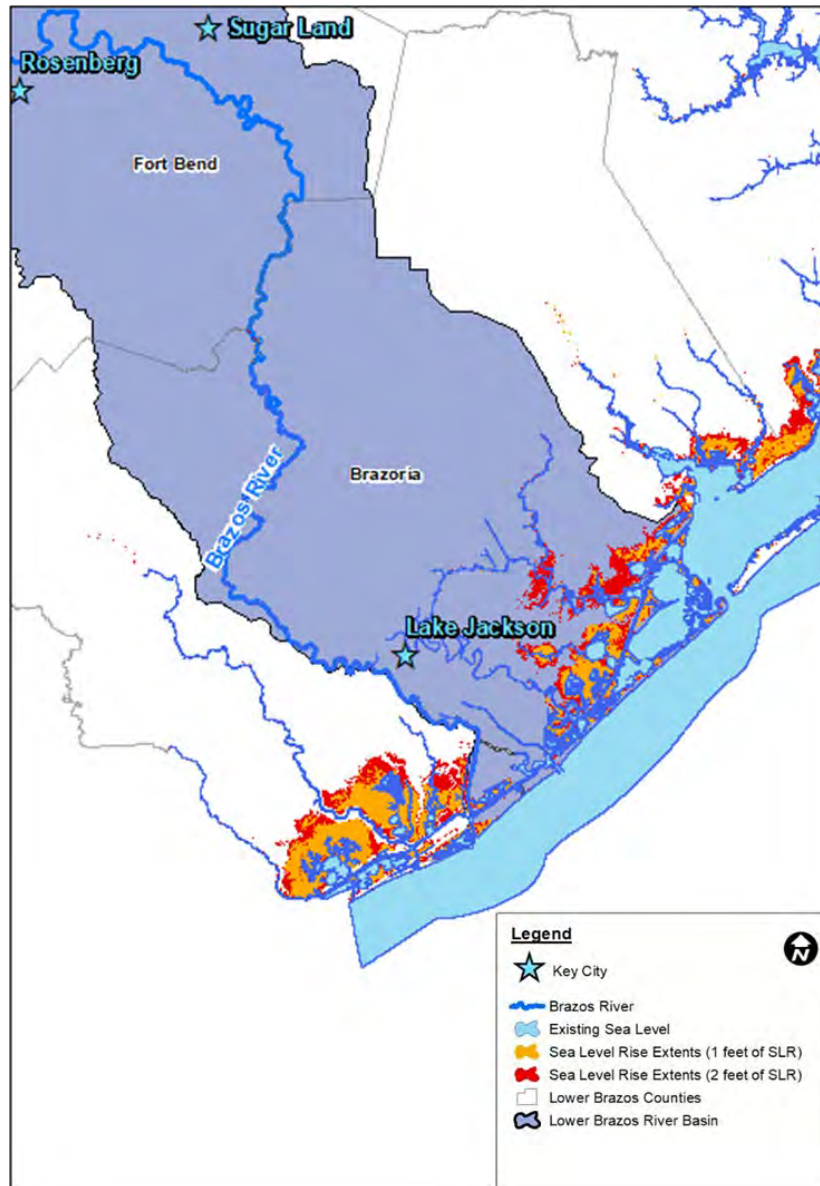 Sugar Land
Rosenberg
Fort Bend
Brazos River
Brazoria
Lake Jackson
Legend
N
Key City
Brazos River
Existing Sea Level
Sea Level Rise Extents (1 feet of SLR)
Sea Level Rise Extents (2 feet of SLR)
Lower Brazos Counties
Lower Brazos River Basin